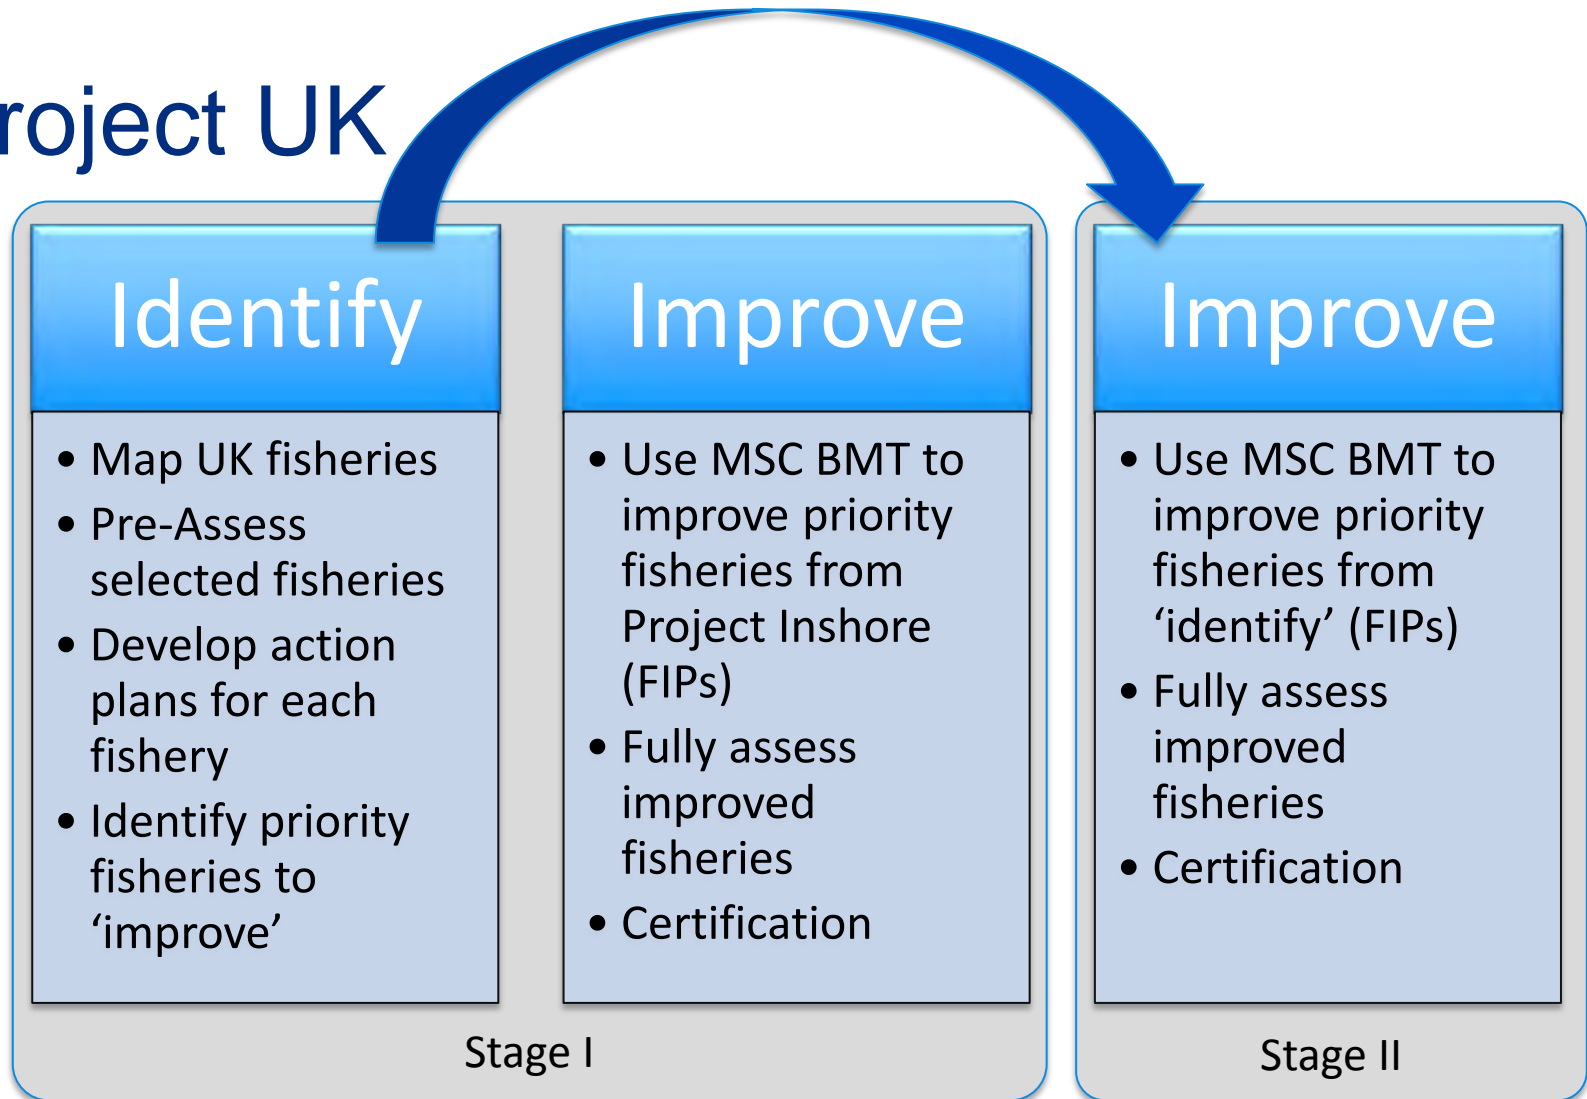 roject UK
Identify
• Map UK fisheries
• Pre-Assess
selected fisheries
• Develop action
plans for each
fishery
• Identify priority
fisheries to
‘improve’
Improve
• Use MSC BMT to
improve priority
fisheries from
Project Inshore
(FIPs)
• Fully assess
improved
fisheries
• Certification
Stage I
Improve
• Use MSC BMT to
improve priority
fisheries from
‘identify’ (FIPs)
• Fully assess
improved
fisheries
• Certification
Stage II